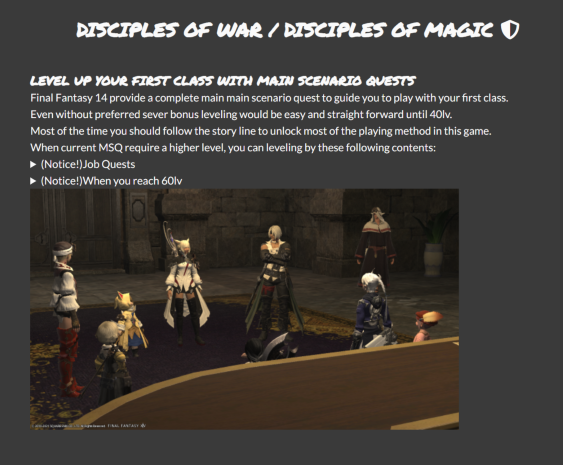 DISCIPLES OF WAR / DISCIPLES OF MAGIC
LEVEL UP YOUR FIRST CLASS WITH MAIN SCENARIO QUESTS
Final Fantasy 14 provide a complete main main scenario quest to guide you to play with your first class.
Even without preferred sever bonus leveling would be easy and straight forward until 40lv.
Most of the time you should follow the story line to unlock most of the playing method in this game.
When current MSQ require a higher level, you can leveling by these following contents:
(Notice!)Job Quests
(Notice!)When you reach 60lv
FINAL FANTASY